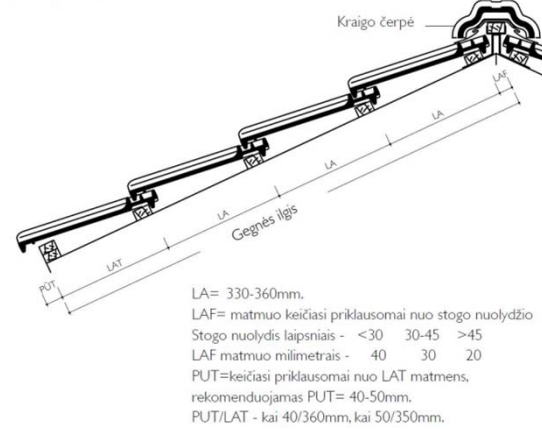 Kraigo čerpė
LAF
LA
LA
LA
Gegnės ilgis
LAT
PŪT
LA= 330-360mm.
LAF= matmuo keičiasi priklausomai nuo stogo nuolydžio
Stogo nuolydis laipsniais - <30 30-45 >45
LAF matmuo milimetrais - 40 30 20
PUT=keičiasi priklausomai nuo LAT matmens,
rekomenduojamas PUT= 40-50mm.
PUT/LAT - kai 40/360mm, kai 50/350mm.